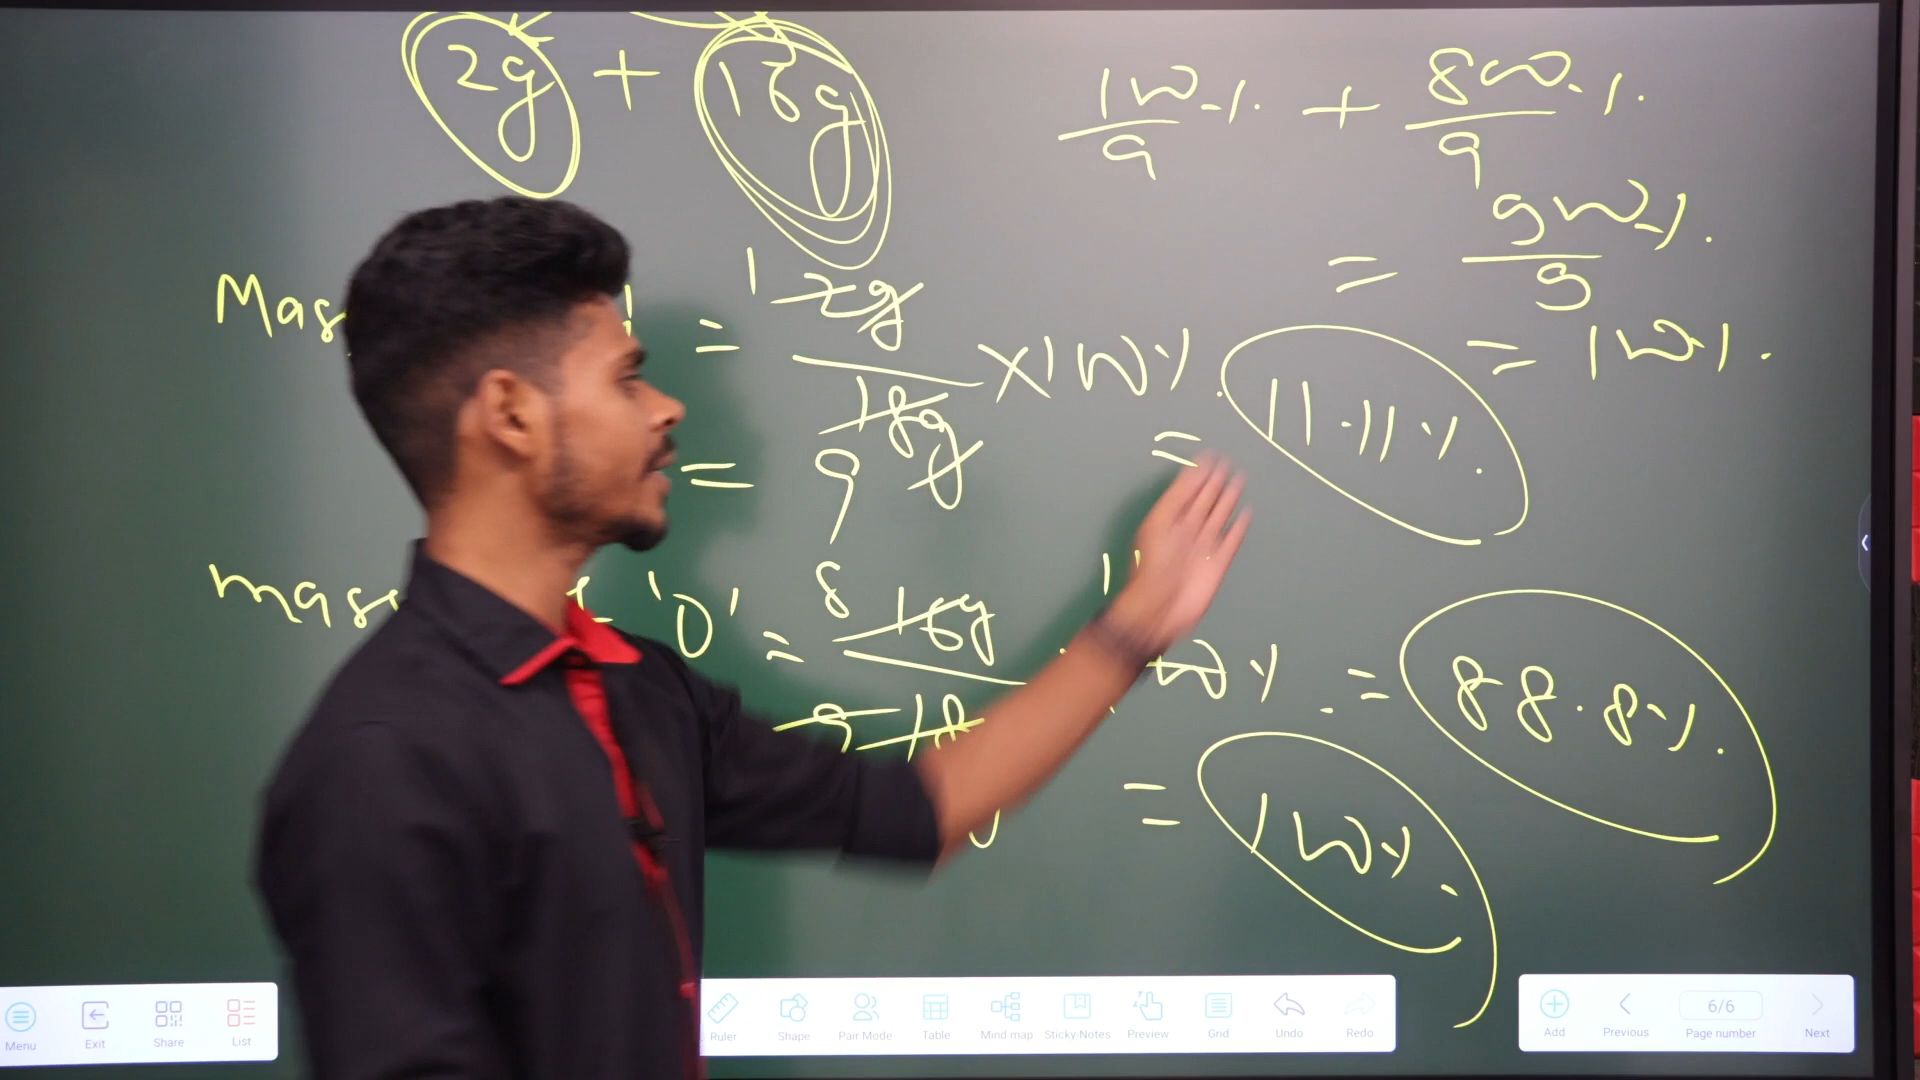 2g + 16g
100/9 % + 800/9 %
= 900/9 %
= 100%
Mas
= 1 2g/18g 9 × 100%
=
= 11.11%
mass 'O' = 8 16g/9 18 00% = 88.8%
= 100%
Menu Exit Share List Ruler Shape Pair Mode Table Mind map Sticky Notes Preview Grid Undo Redo Add Previous 6/6 Page number Next